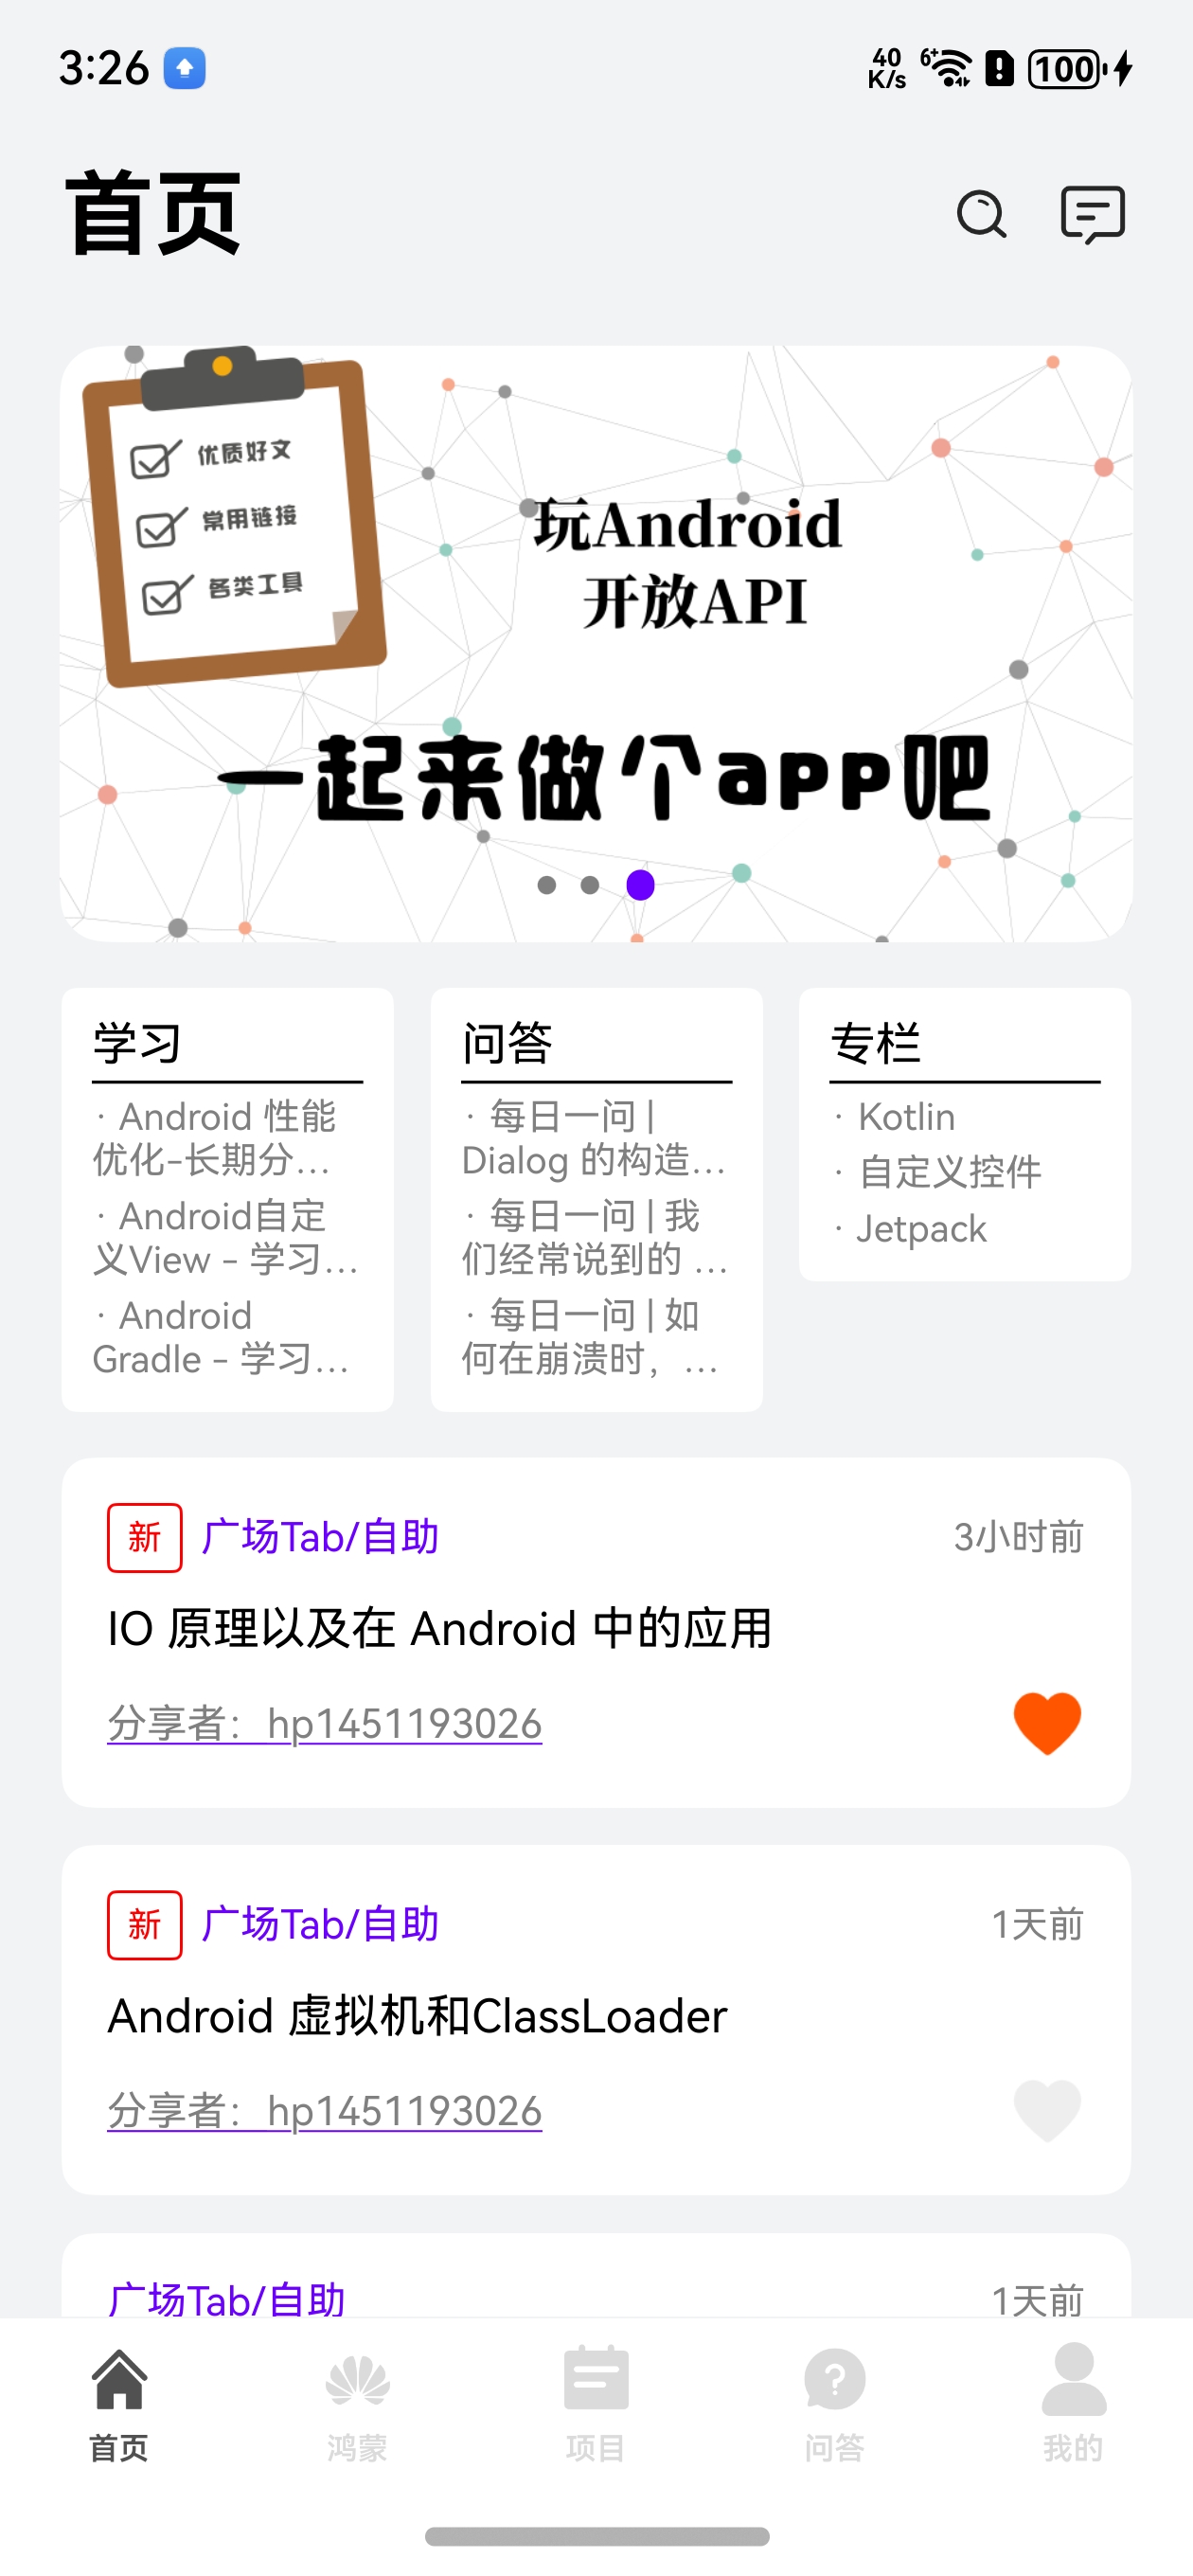 3:26
40
K/s
6+
100
首页
优质好文
常用链接
各类工具
玩Android
开放API
一起来做个app吧
学习
· Android 性能
优化-长期分...
· Android自定
义View - 学习...
· Android
Gradle - 学习...
问答
· 每日一问 |
Dialog 的构造...
· 每日一问 | 我
们经常说到的 ...
· 每日一问 | 如
何在崩溃时，...
专栏
· Kotlin
· 自定义控件
· Jetpack
新 广场Tab/自助 3小时前
IO 原理以及在 Android 中的应用
分享者：hp1451193026
新 广场Tab/自助 1天前
Android 虚拟机和ClassLoader
分享者：hp1451193026
广场Tab/自助 1天前
首页 鸿蒙 项目 问答 我的